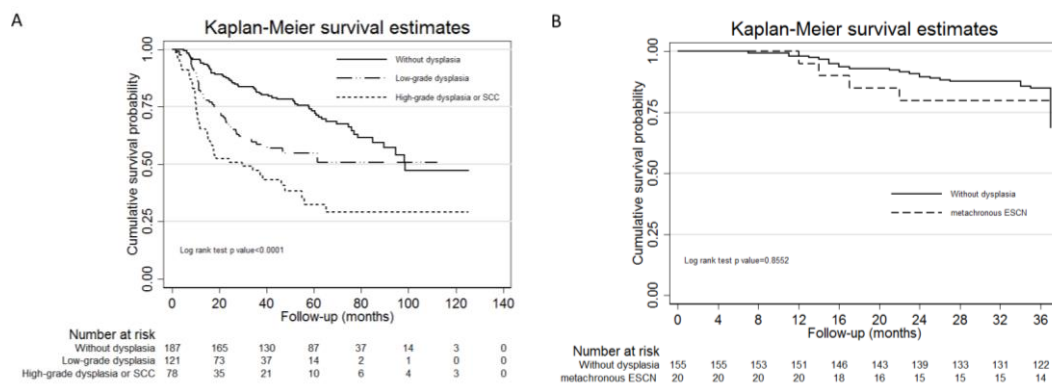 A
Kaplan-Meier survival estimates
Cumulative survival probability
1.00
0.75
0.50
0.25
0.00
Without dysplasia
Low-grade dysplasia
High-grade dysplasia or SCC
Log rank test p value<0.0001
0 20 40 60 80 100 120 140
Follow-up (months)
Number at risk
Without dysplasia 187 165 130 87 37 14 3 0
Low-grade dysplasia 121 73 37 14 2 1 0 0
High-grade dysplasia or SCC 78 35 21 10 6 4 3 0
B
Kaplan-Meier survival estimates
Cumulative survival probability
1.00
0.75
0.50
0.25
0.00
Without dysplasia
metachronous ESCN
Log rank test p value=0.8552
0 4 8 12 16 20 24 28 32 36
Follow-up (months)
Number at risk
Without dysplasia 155 155 153 151 146 143 139 133 131 122
metachronous ESCN 20 20 20 20 18 16 15 15 15 14